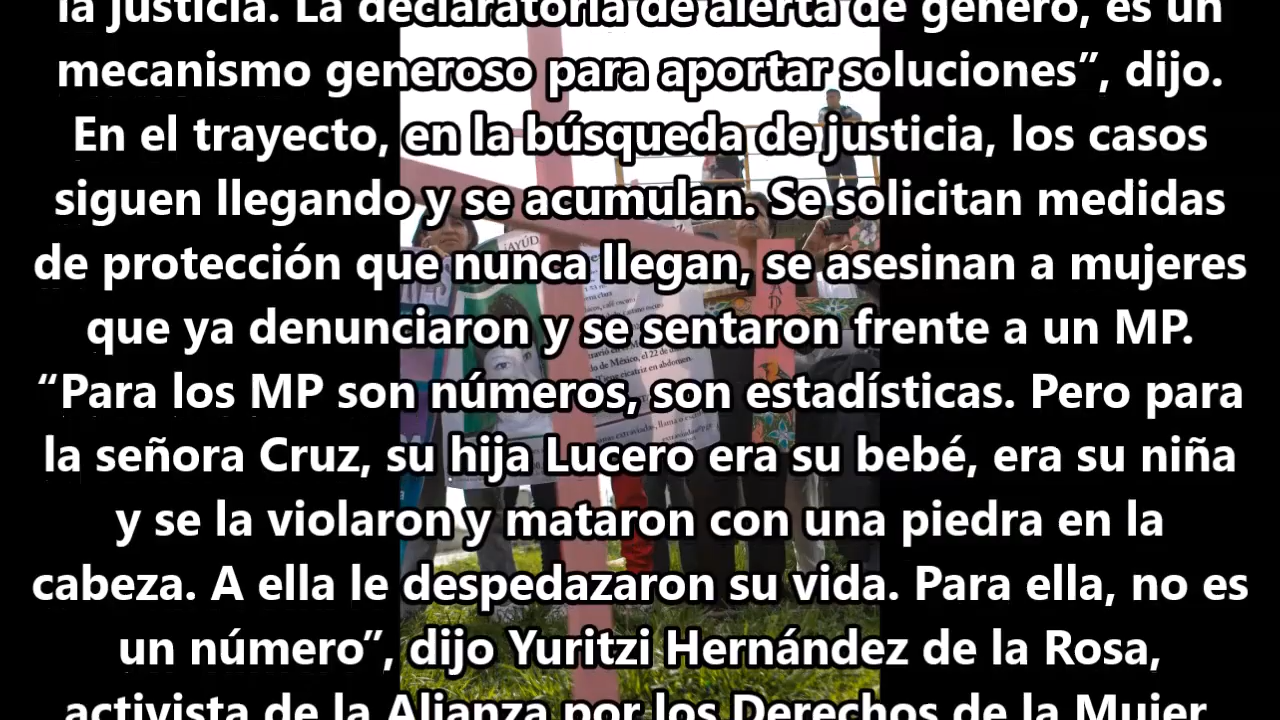 la justicia. La declaratoria de alerta de género, es un
mecanismo generoso para aportar soluciones”, dijo.
En el trayecto, en la búsqueda de justicia, los casos
siguen llegando y se acumulan. Se solicitan medidas
de protección que nunca llegan, se asesinan a mujeres
que ya denunciaron y se sentaron frente a un MP.
“Para los MP son números, son estadísticas. Pero para
la señora Cruz, su hija Lucero era su bebé, era su niña
y se la violaron y mataron con una piedra en la
cabeza. A ella le despedazaron su vida. Para ella, no es
un número”, dijo Yuritzi Hernández de la Rosa,
activista de la Alianza por los Derechos de la Mujer